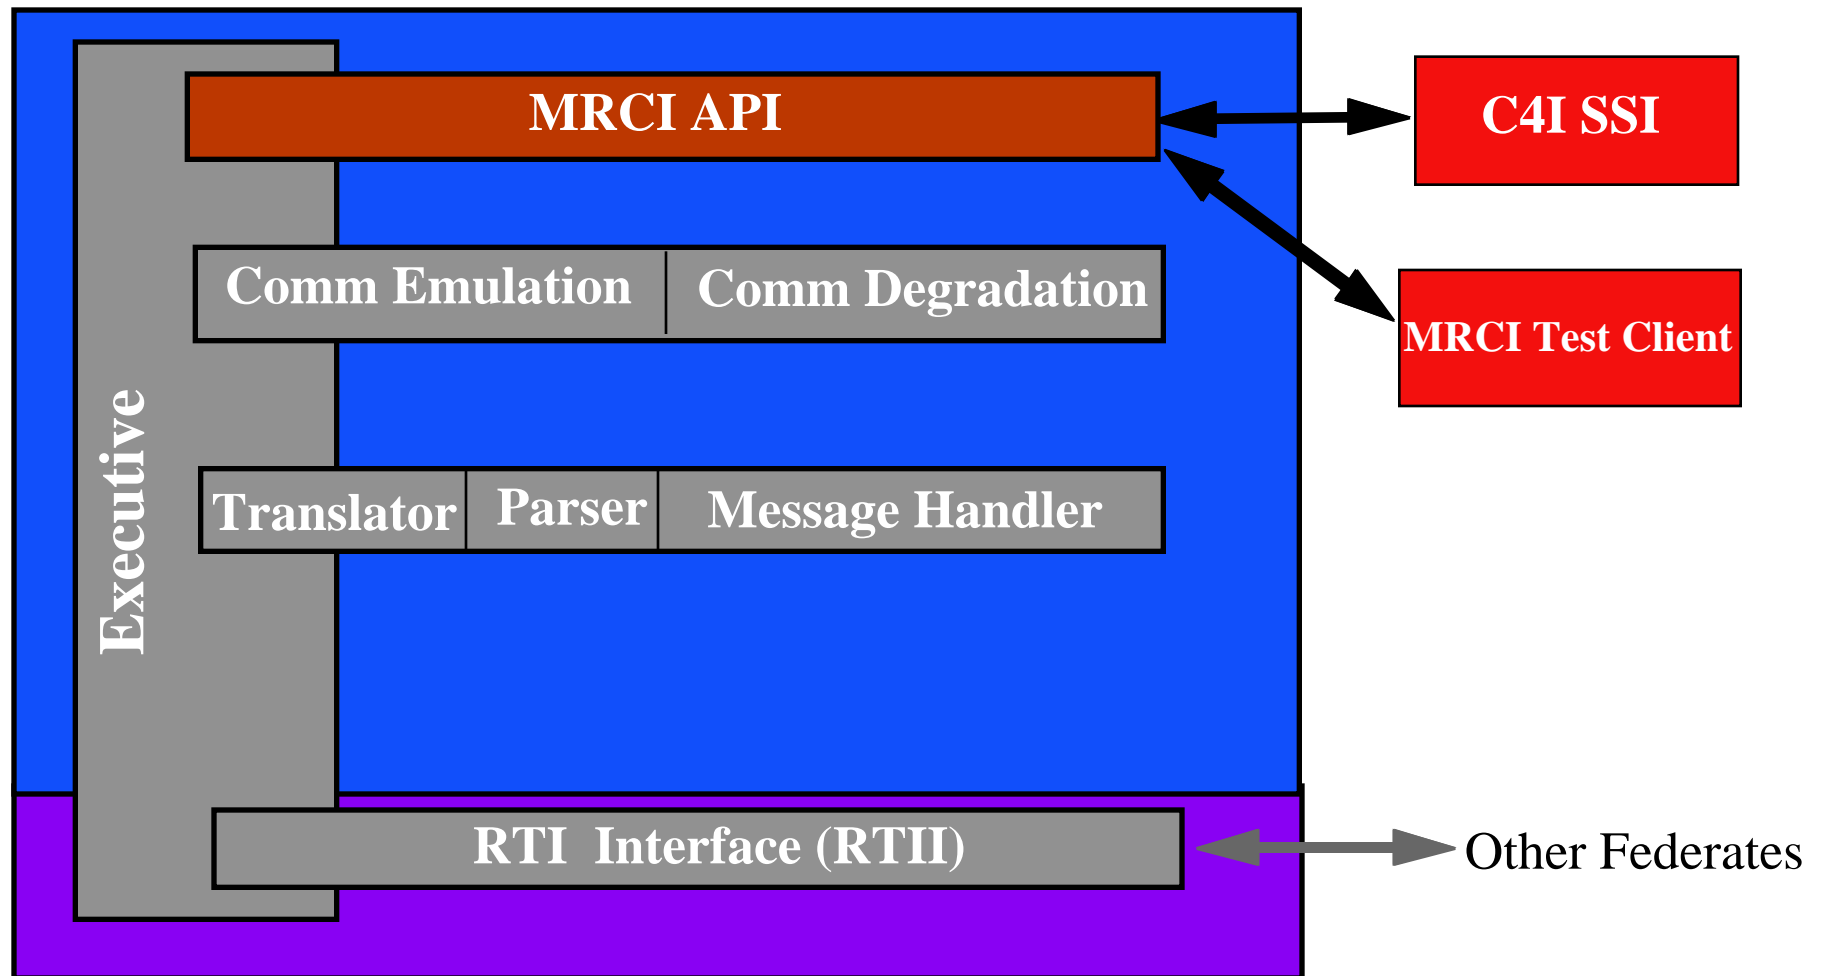 MRCI API
C4I SSI
Comm Emulation
Comm Degradation
MRCI Test Client
Executive
Translator
Parser
Message Handler
RTI Interface (RTII)
Other Federates